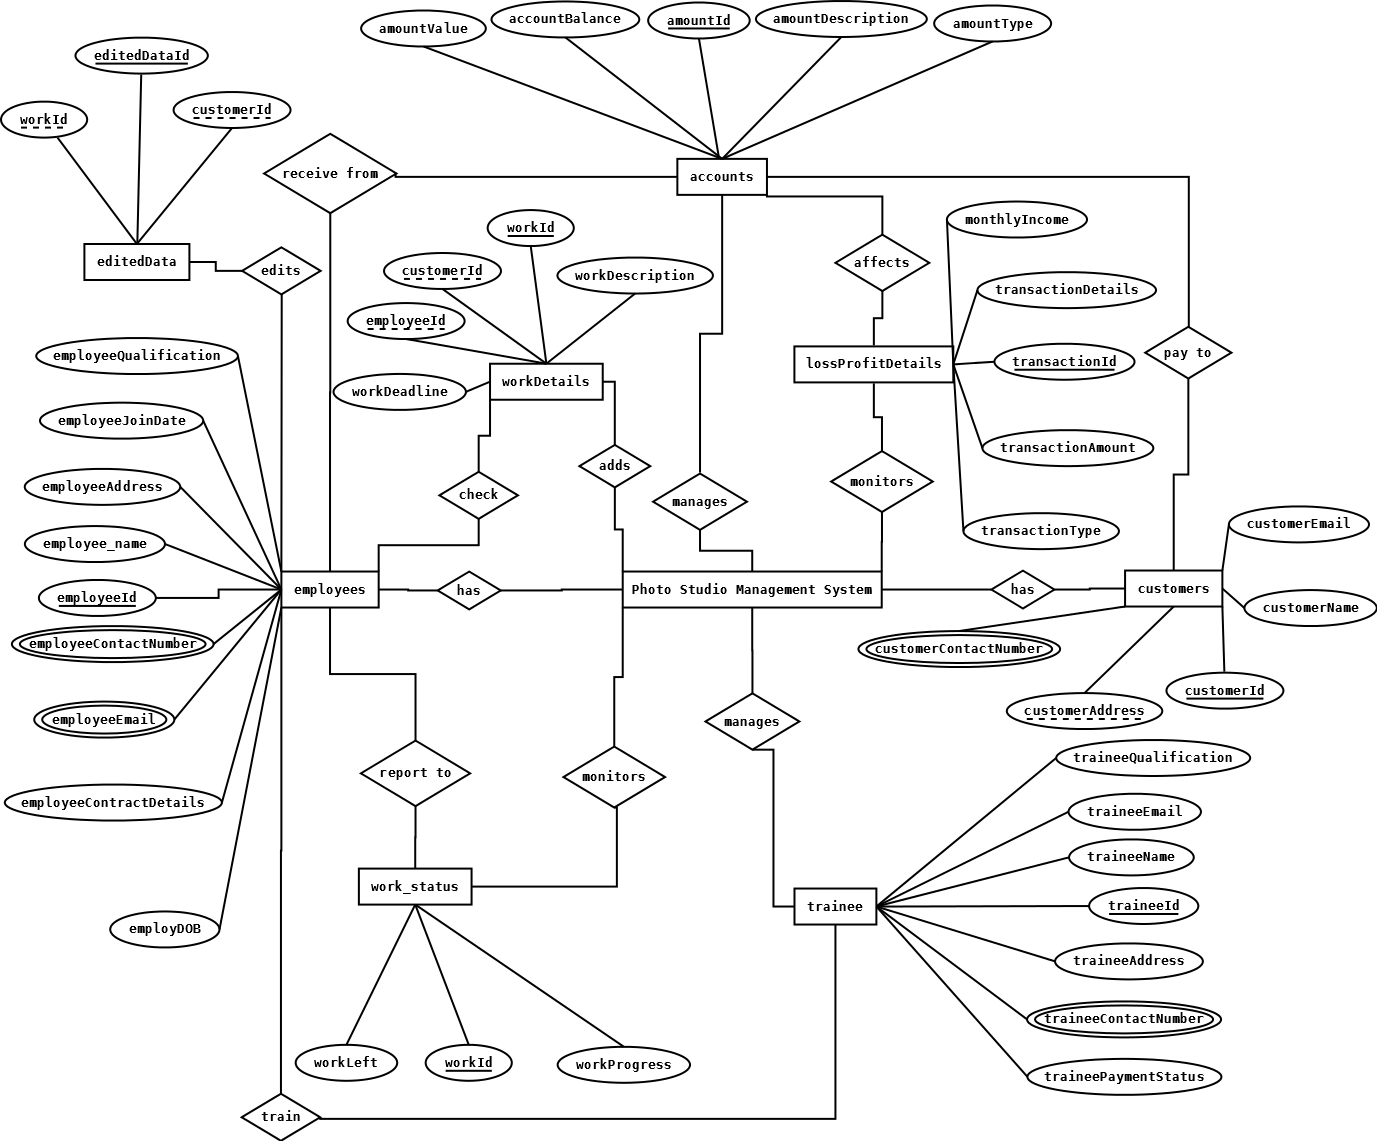 amountValue
accountBalance
amountId
amountDescription
amountType
editedDataId
workId
customerId
receive from
accounts
editedData
edits
workId
customerId
workDescription
employeeId
workDeadline
workDetails
affects
monthlyIncome
transactionDetails
lossProfitDetails
transactionId
pay to
transactionAmount
transactionType
employeeQualification
employeeJoinDate
employeeAddress
employee_name
employeeId
employeeContactNumber
employeeEmail
employeeContractDetails
employDOB
check
adds
manages
monitors
employees
has
Photo Studio Management System
has
customers
customerEmail
customerName
customerContactNumber
customerId
customerAddress
report to
monitors
manages
work_status
trainee
traineeQualification
traineeEmail
traineeName
traineeId
traineeAddress
traineeContactNumber
traineePaymentStatus
workLeft
workId
workProgress
train